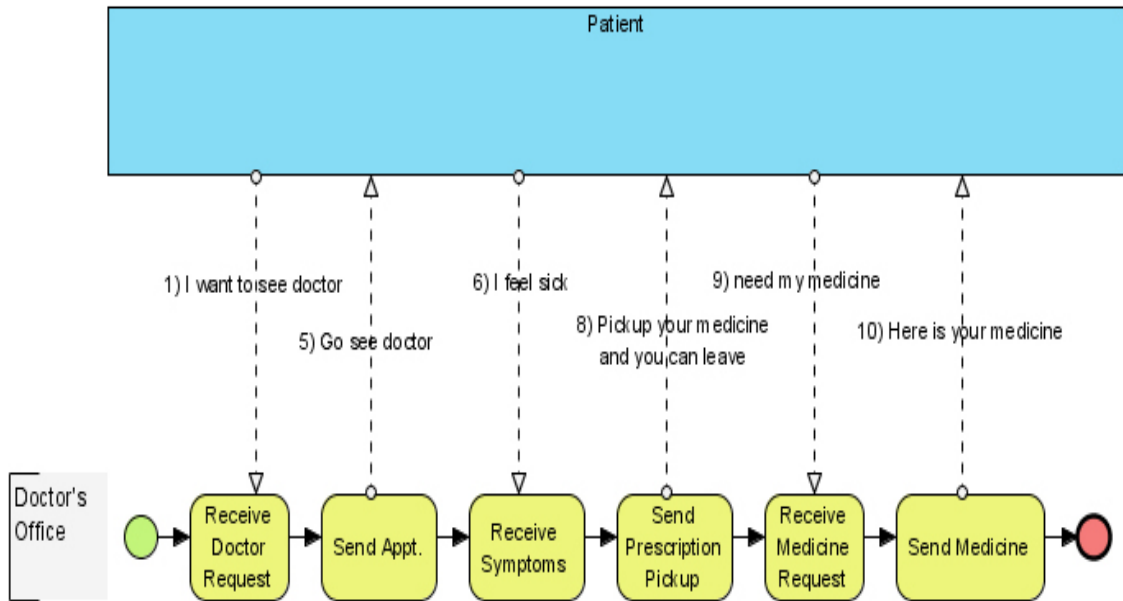 Patient
1) I want to see doctor
5) Go see doctor
6) I feel sick
8) Pickup your medicine
and you can leave
9) need my medicine
10) Here is your medicine
Doctor's
Office
Receive
Doctor
Request
Send Appt.
Receive
Symptoms
Send
Prescription
Pickup
Receive
Medicine
Request
Send Medicine